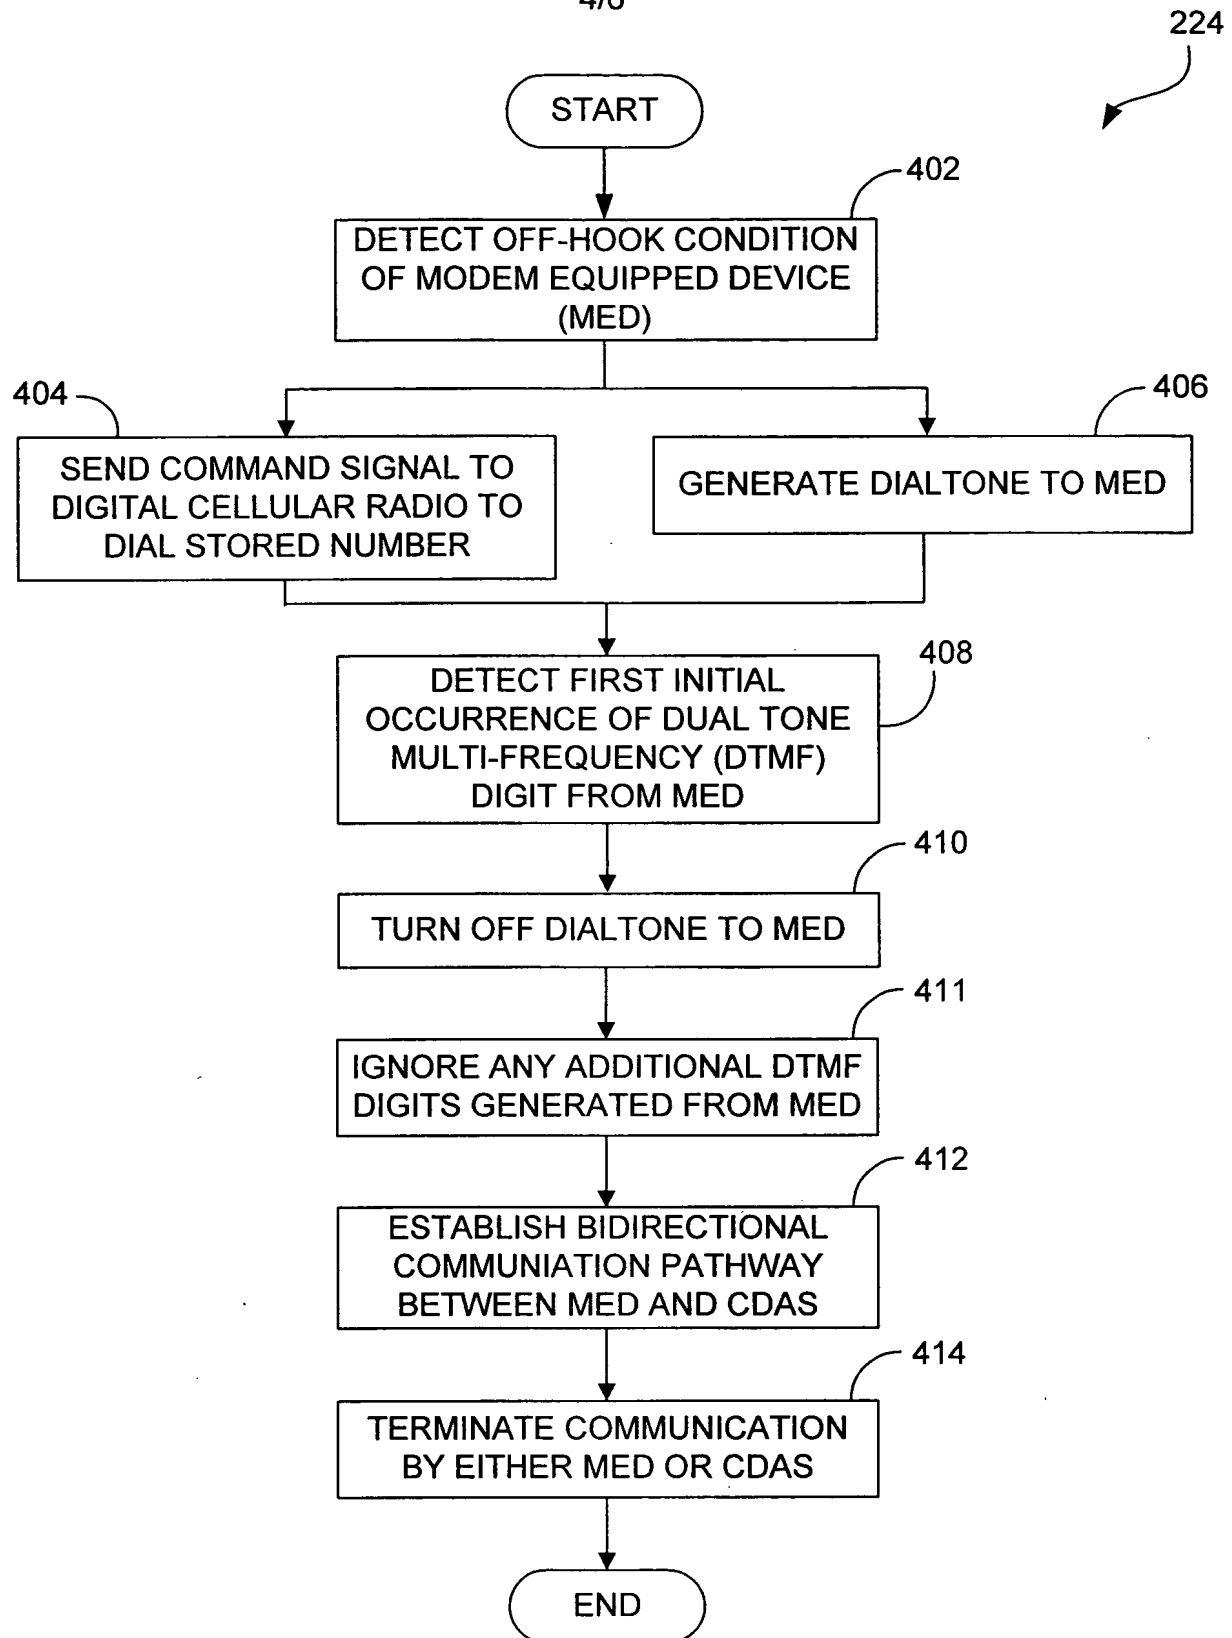 224
START
402
DETECT OFF-HOOK CONDITION
OF MODEM EQUIPPED DEVICE
(MED)
404
406
SEND COMMAND SIGNAL TO
DIGITAL CELLULAR RADIO TO
DIAL STORED NUMBER
GENERATE DIALTONE TO MED
408
DETECT FIRST INITIAL
OCCURRENCE OF DUAL TONE
MULTI-FREQUENCY (DTMF)
DIGIT FROM MED
410
TURN OFF DIALTONE TO MED
411
IGNORE ANY ADDITIONAL DTMF
DIGITS GENERATED FROM MED
412
ESTABLISH BIDIRECTIONAL
COMMUNIATION PATHWAY
BETWEEN MED AND CDAS
414
TERMINATE COMMUNICATION
BY EITHER MED OR CDAS
END